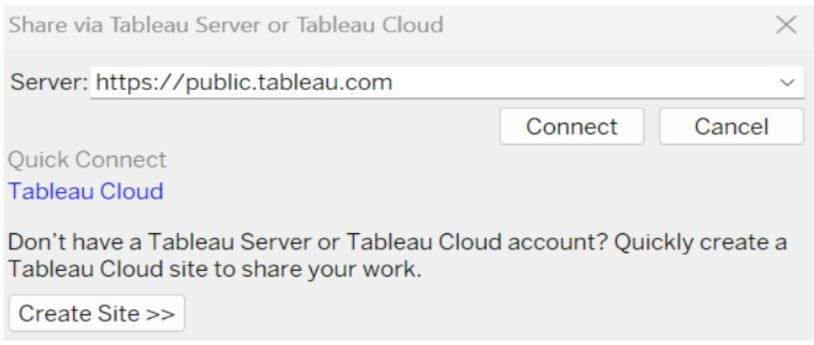 Share via Tableau Server or Tableau Cloud
Server: https://public.tableau.com
Connect Cancel
Quick Connect
Tableau Cloud
Don't have a Tableau Server or Tableau Cloud account? Quickly create a
Tableau Cloud site to share your work.
Create Site >>